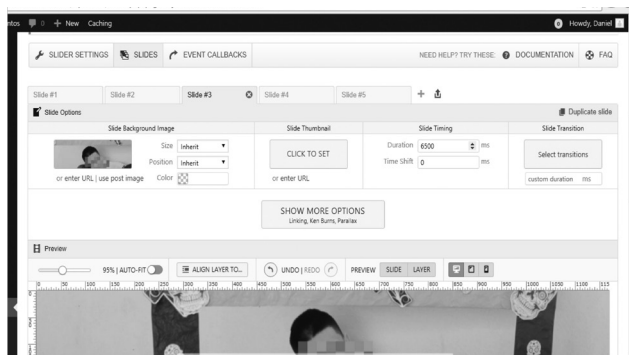 ntos 0 + New Caching Howdy, Daniel
SLIDER SETTINGS SLIDES EVENT CALLBACKS NEED HELP? TRY THESE: DOCUMENTATION FAQ
Slide #1 Slide #2 Slide #3 Slide #4 Slide #5 +
Slide Options Duplicate slide
Slide Background Image Slide Thumbnail Slide Timing Slide Transition
Size Inherit CLICK TO SET Duration 6500 ms Select transitions
Position Inherit Time Shift 0 ms
or enter URL | use post image Color or enter URL custom duration ms
SHOW MORE OPTIONS
Linking, Ken Burns, Parallax
Preview
95% | AUTO-FIT ALIGN LAYER TO... UNDO | REDO PREVIEW SLIDE LAYER
0 50 100 150 200 250 300 350 400 450 500 550 600 650 700 750 800 850 900 950 1000 1050 1100 115
0